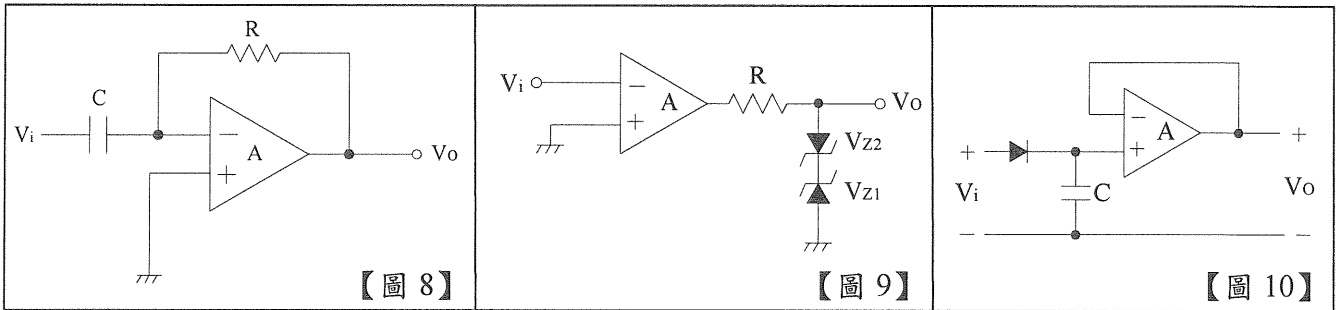 R
C
Vi
−
A
+
Vo
【圖 8】
Vi
−
A
+
R
Vo
VZ2
VZ1
【圖 9】
−
A
+
+
Vi
−
C
+
Vo
−
【圖 10】